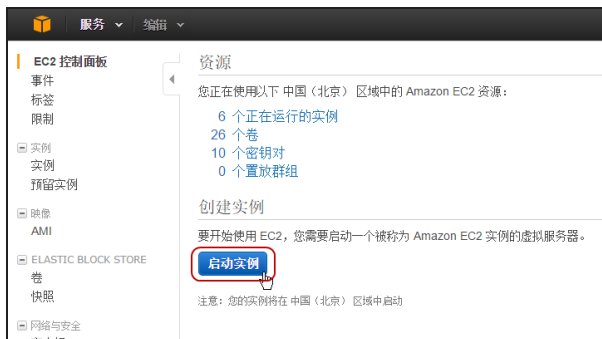 服务 编辑
EC2 控制面板
事件
标签
限制
实例
实例
预留实例
映像
AMI
ELASTIC BLOCK STORE
卷
快照
网络与安全
资源
您正在使用以下 中国（北京） 区域中的 Amazon EC2 资源：
6 个正在运行的实例
26 个卷
10 个密钥对
0 个置放群组
创建实例
要开始使用 EC2，您需要启动一个被称为 Amazon EC2 实例的虚拟服务器。
启动实例
注意：您的实例将在 中国（北京） 区域中启动